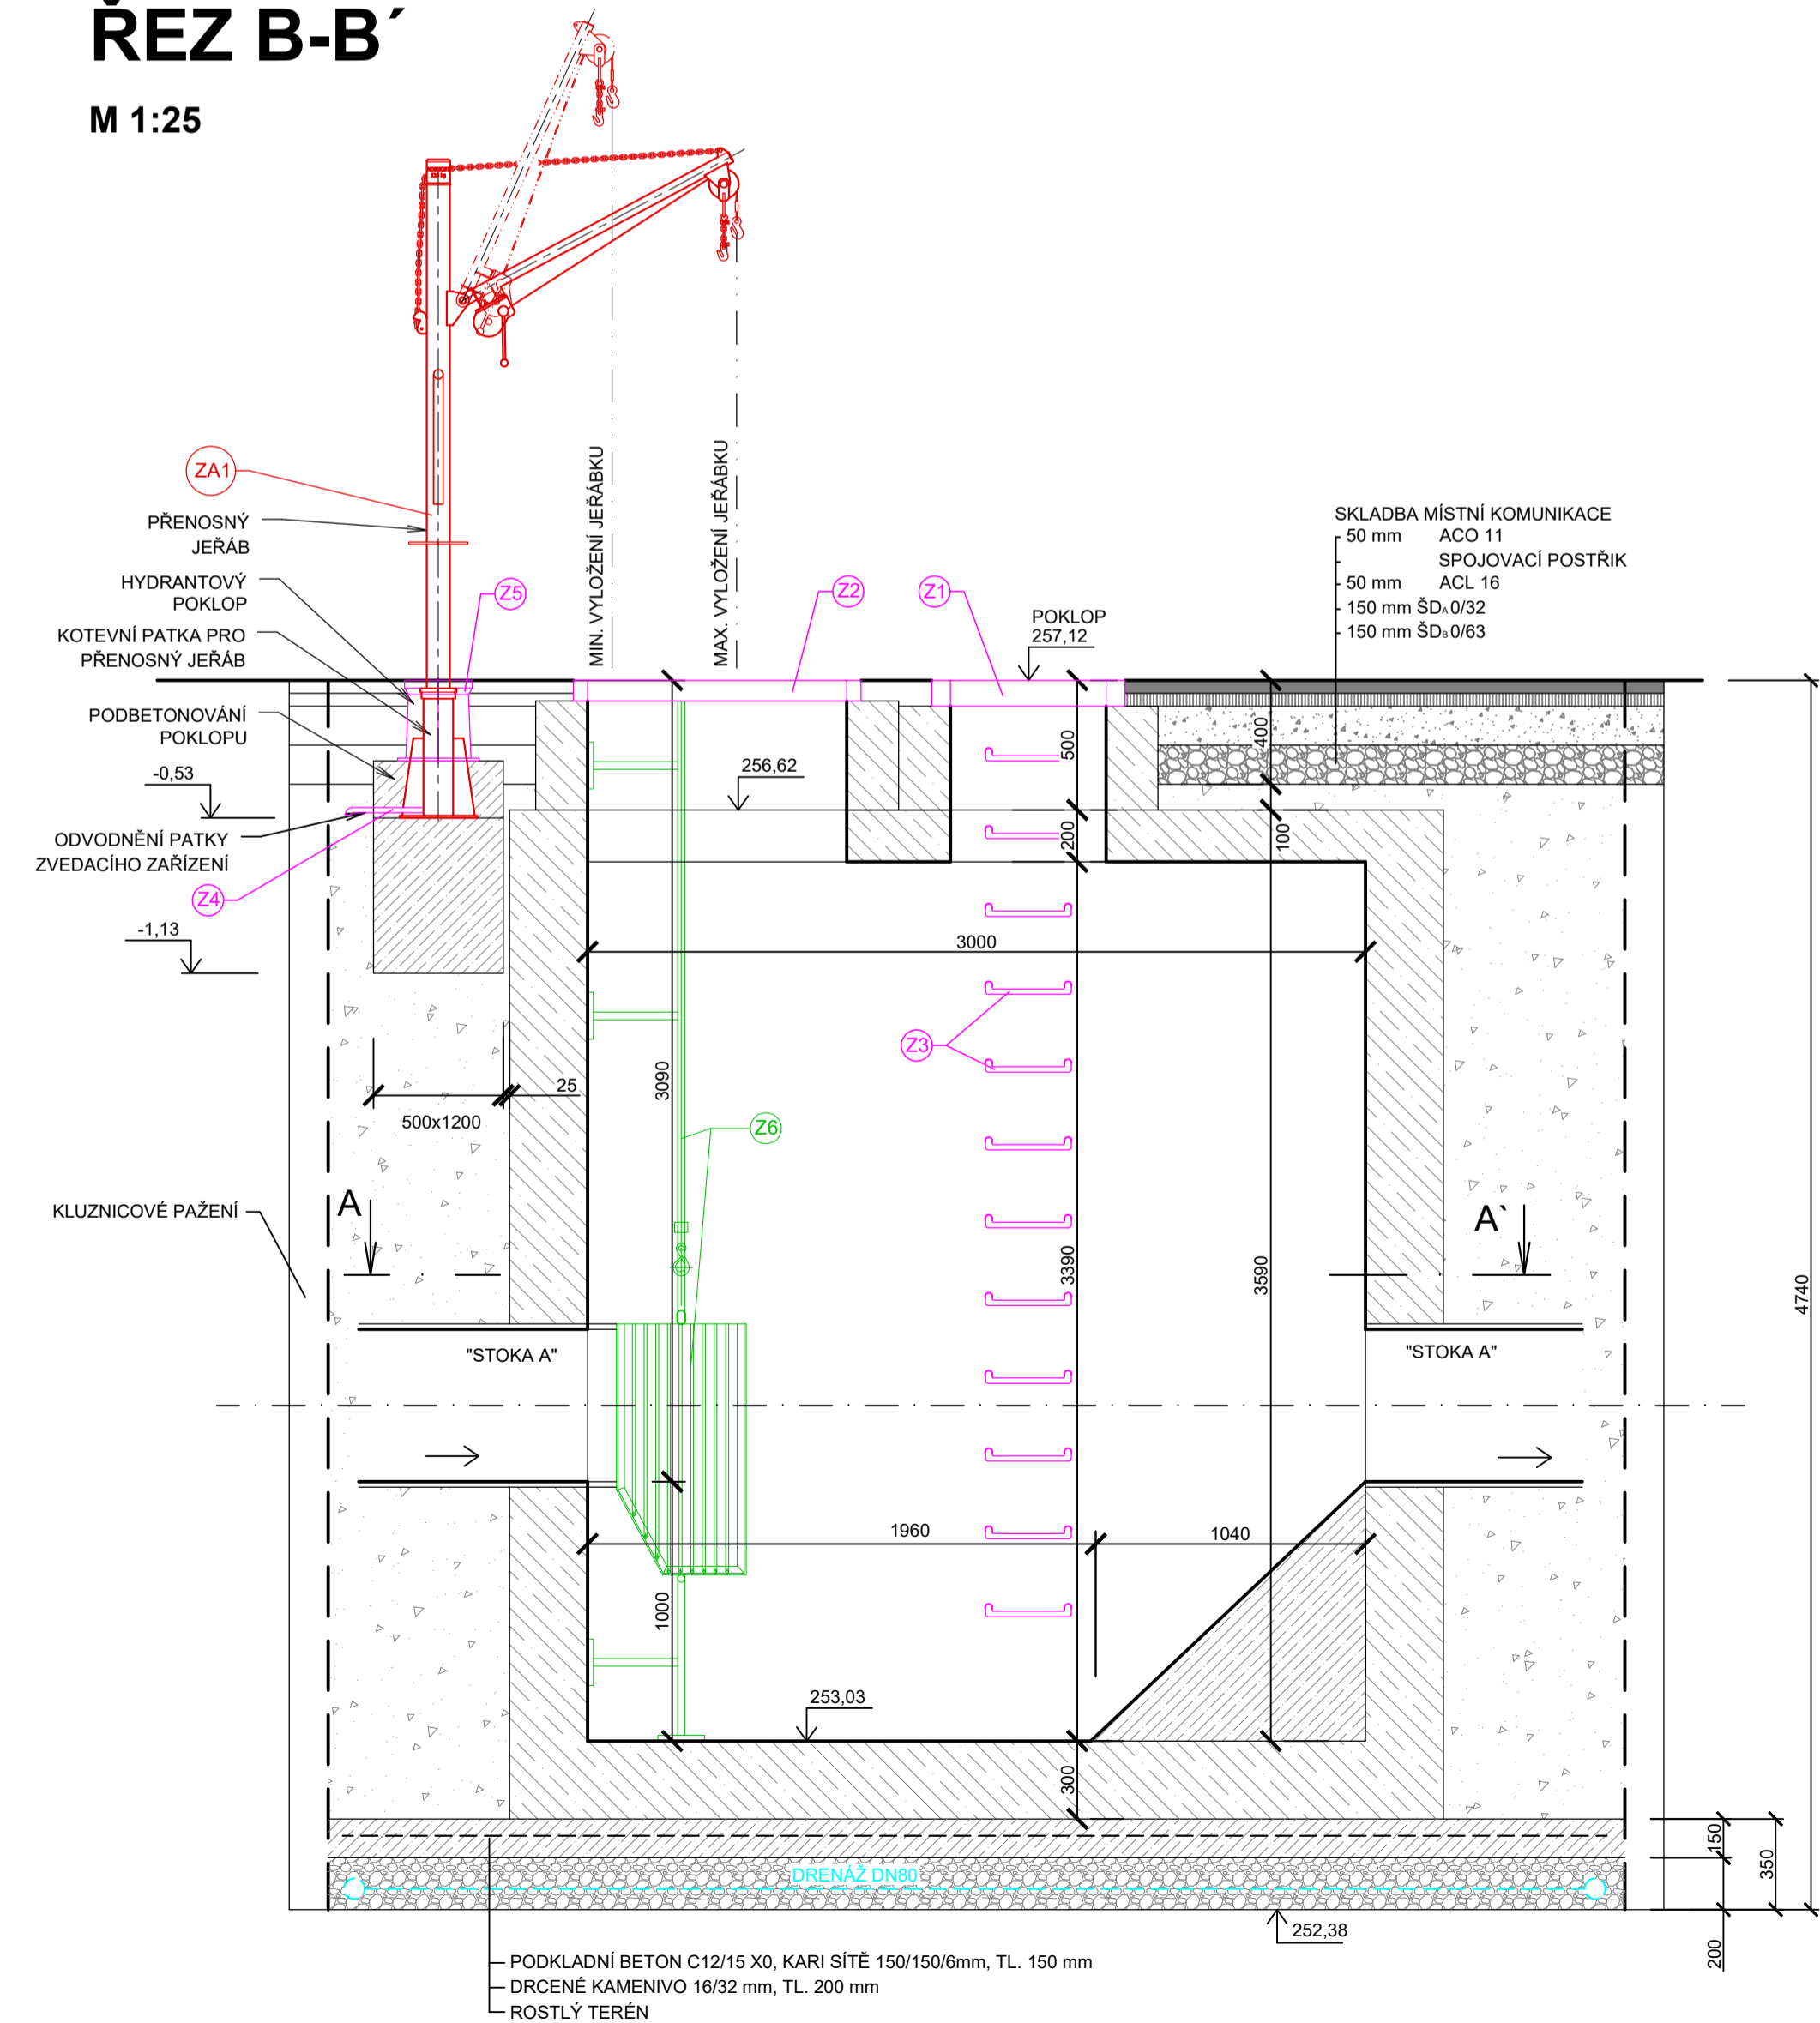 ŘEZ B-B´
M 1:25
ZA1
PŘENOSNÝ
JEŘÁB
HYDRANTOVÝ
POKLOP
KOTEVNÍ PATKA PRO
PŘENOSNÝ JEŘÁB
PODBETONOVÁNÍ
POKLOPU
-0,53
ODVODNĚNÍ PATKY
ZVEDACÍHO ZAŘÍZENÍ
Z4
-1,13
Z5
MIN. VYLOŽENÍ JEŘÁBKU
MAX. VYLOŽENÍ JEŘÁBKU
Z2
Z1
POKLOP
257,12
SKLADBA MÍSTNÍ KOMUNIKACE
50 mm ACO 11
SPOJOVACÍ POSTŘIK
50 mm ACL 16
150 mm ŠDA 0/32
150 mm ŠDB 0/63
256,62
500
400
200
100
3000
Z3
3090
25
500x1200
Z6
KLUZNICOVÉ PAŽENÍ
A
A`
3390
3590
4740
"STOKA A"
"STOKA A"
1960
1040
1000
253,03
300
150
350
DRENÁŽ DN80
252,38
200
PODKLADNÍ BETON C12/15 X0, KARI SÍTĚ 150/150/6mm, TL. 150 mm
DRCENÉ KAMENIVO 16/32 mm, TL. 200 mm
ROSTLÝ TERÉN